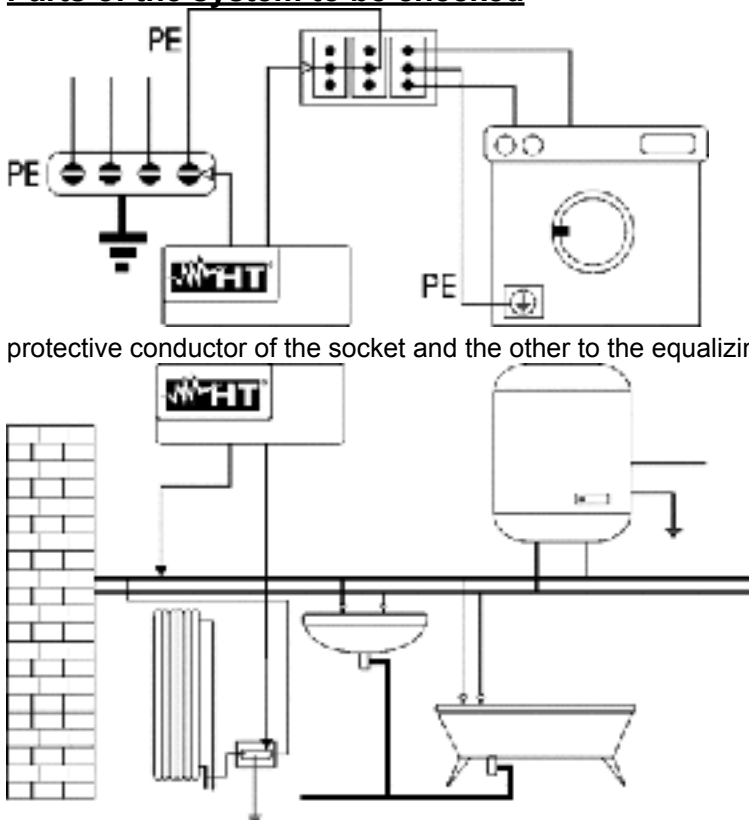 Parts of the system to be checked
PE
PE
HT
PE
protective conductor of the socket and the other to the
HT